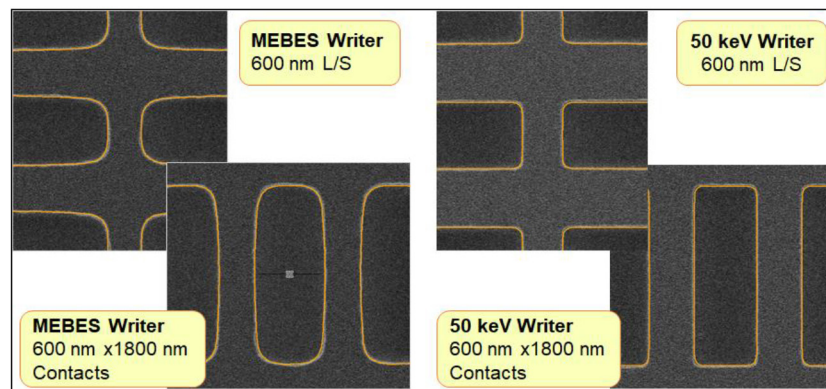 MEBES Writer
600 nm L/S
50 keV Writer
600 nm L/S
MEBES Writer
600 nm x1800 nm
Contacts
50 keV Writer
600 nm x1800 nm
Contacts